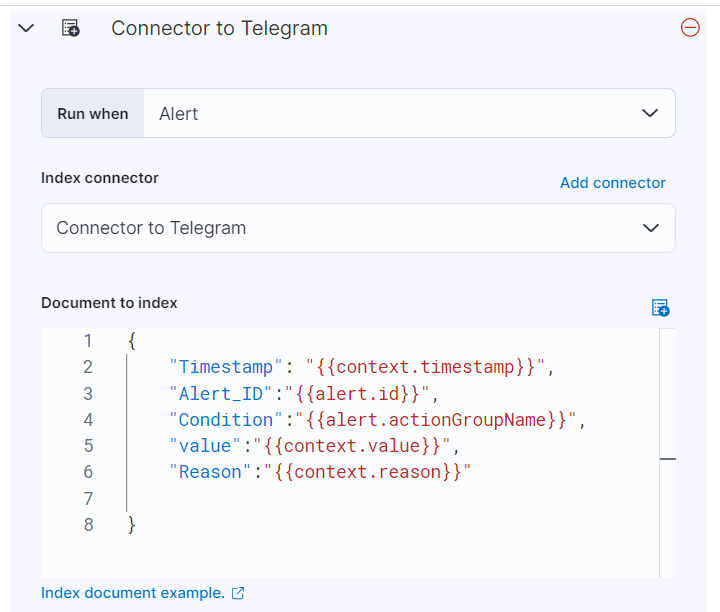 Connector to Telegram
Run when Alert
Index connector Add connector
Connector to Telegram
Document to index
1 {
2 "Timestamp": "{{context.timestamp}}",
3 "Alert_ID":"{{alert.id}}",
4 "Condition":"{{alert.actionGroupName}}",
5 "value":"{{context.value}}",
6 "Reason":"{{context.reason}}"
7
8 }
Index document example.